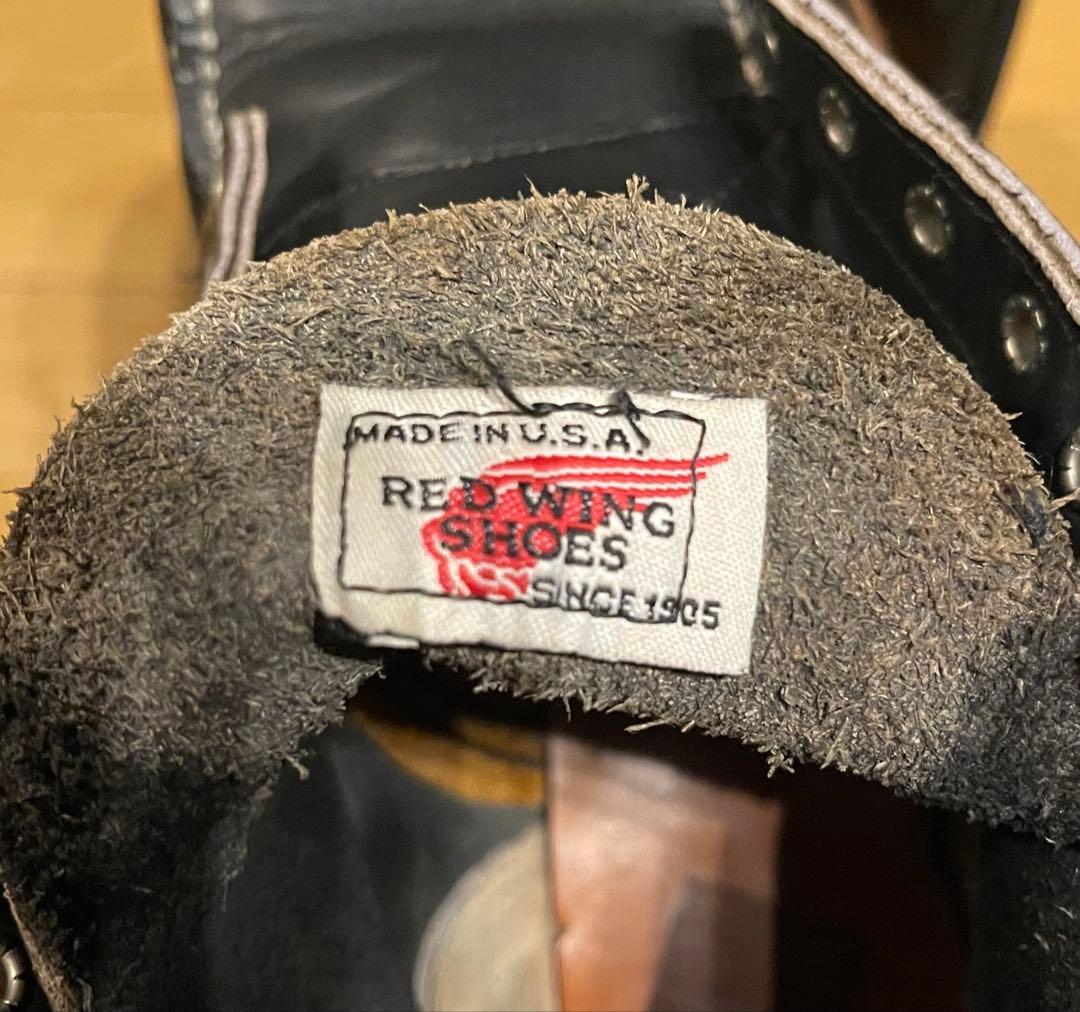 MADE IN U.S.A.
RED WING
SHOES
SINCE 1905